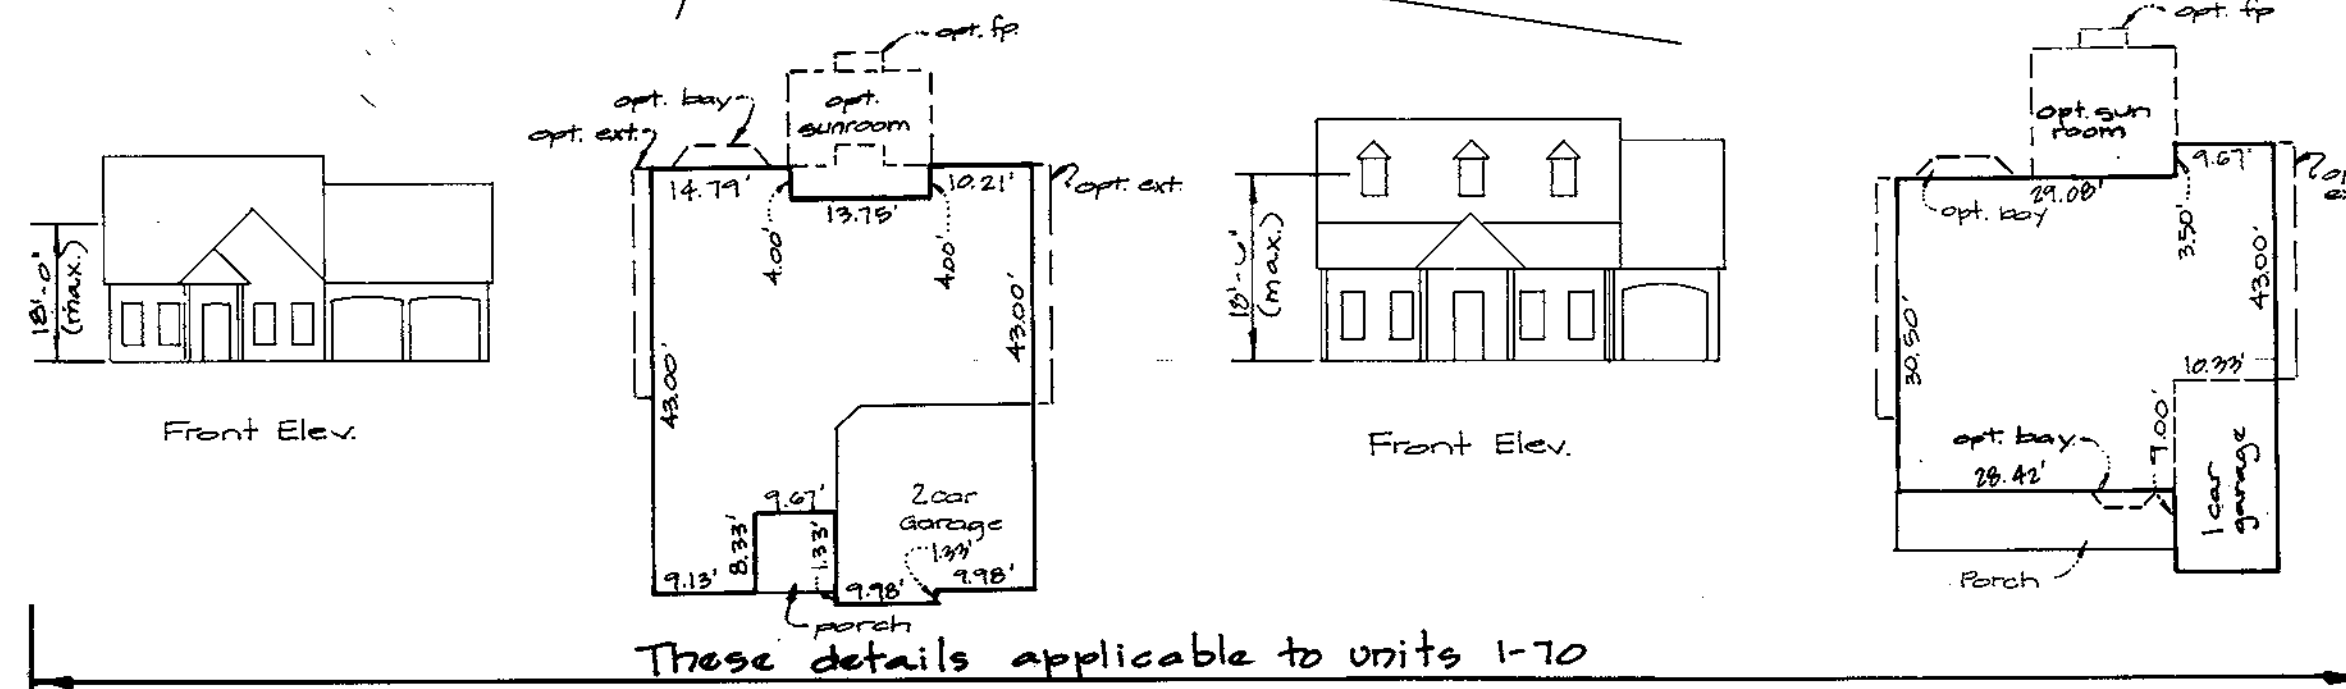 opt. fp.
opt. bay
opt. ext.
opt.
sunroom
14.79'
10.21'
opt. ext.
13.75'
4.00'
4.00'
43.00'
43.00'
9.67'
8.33'
1.33'
2 car
Garage
1.33'
9.13'
9.98'
9.98'
porch
18'-0"
(max.)
Front Elev.
(max.)
Front Elev.
opt. fp
opt. sun
room
9.67'
29.08'
opt. bay
3.50'
43.00'
30.50'
10.33'
opt. bay
28.42'
1 car
garage
Porch
These details applicable to units 1-70